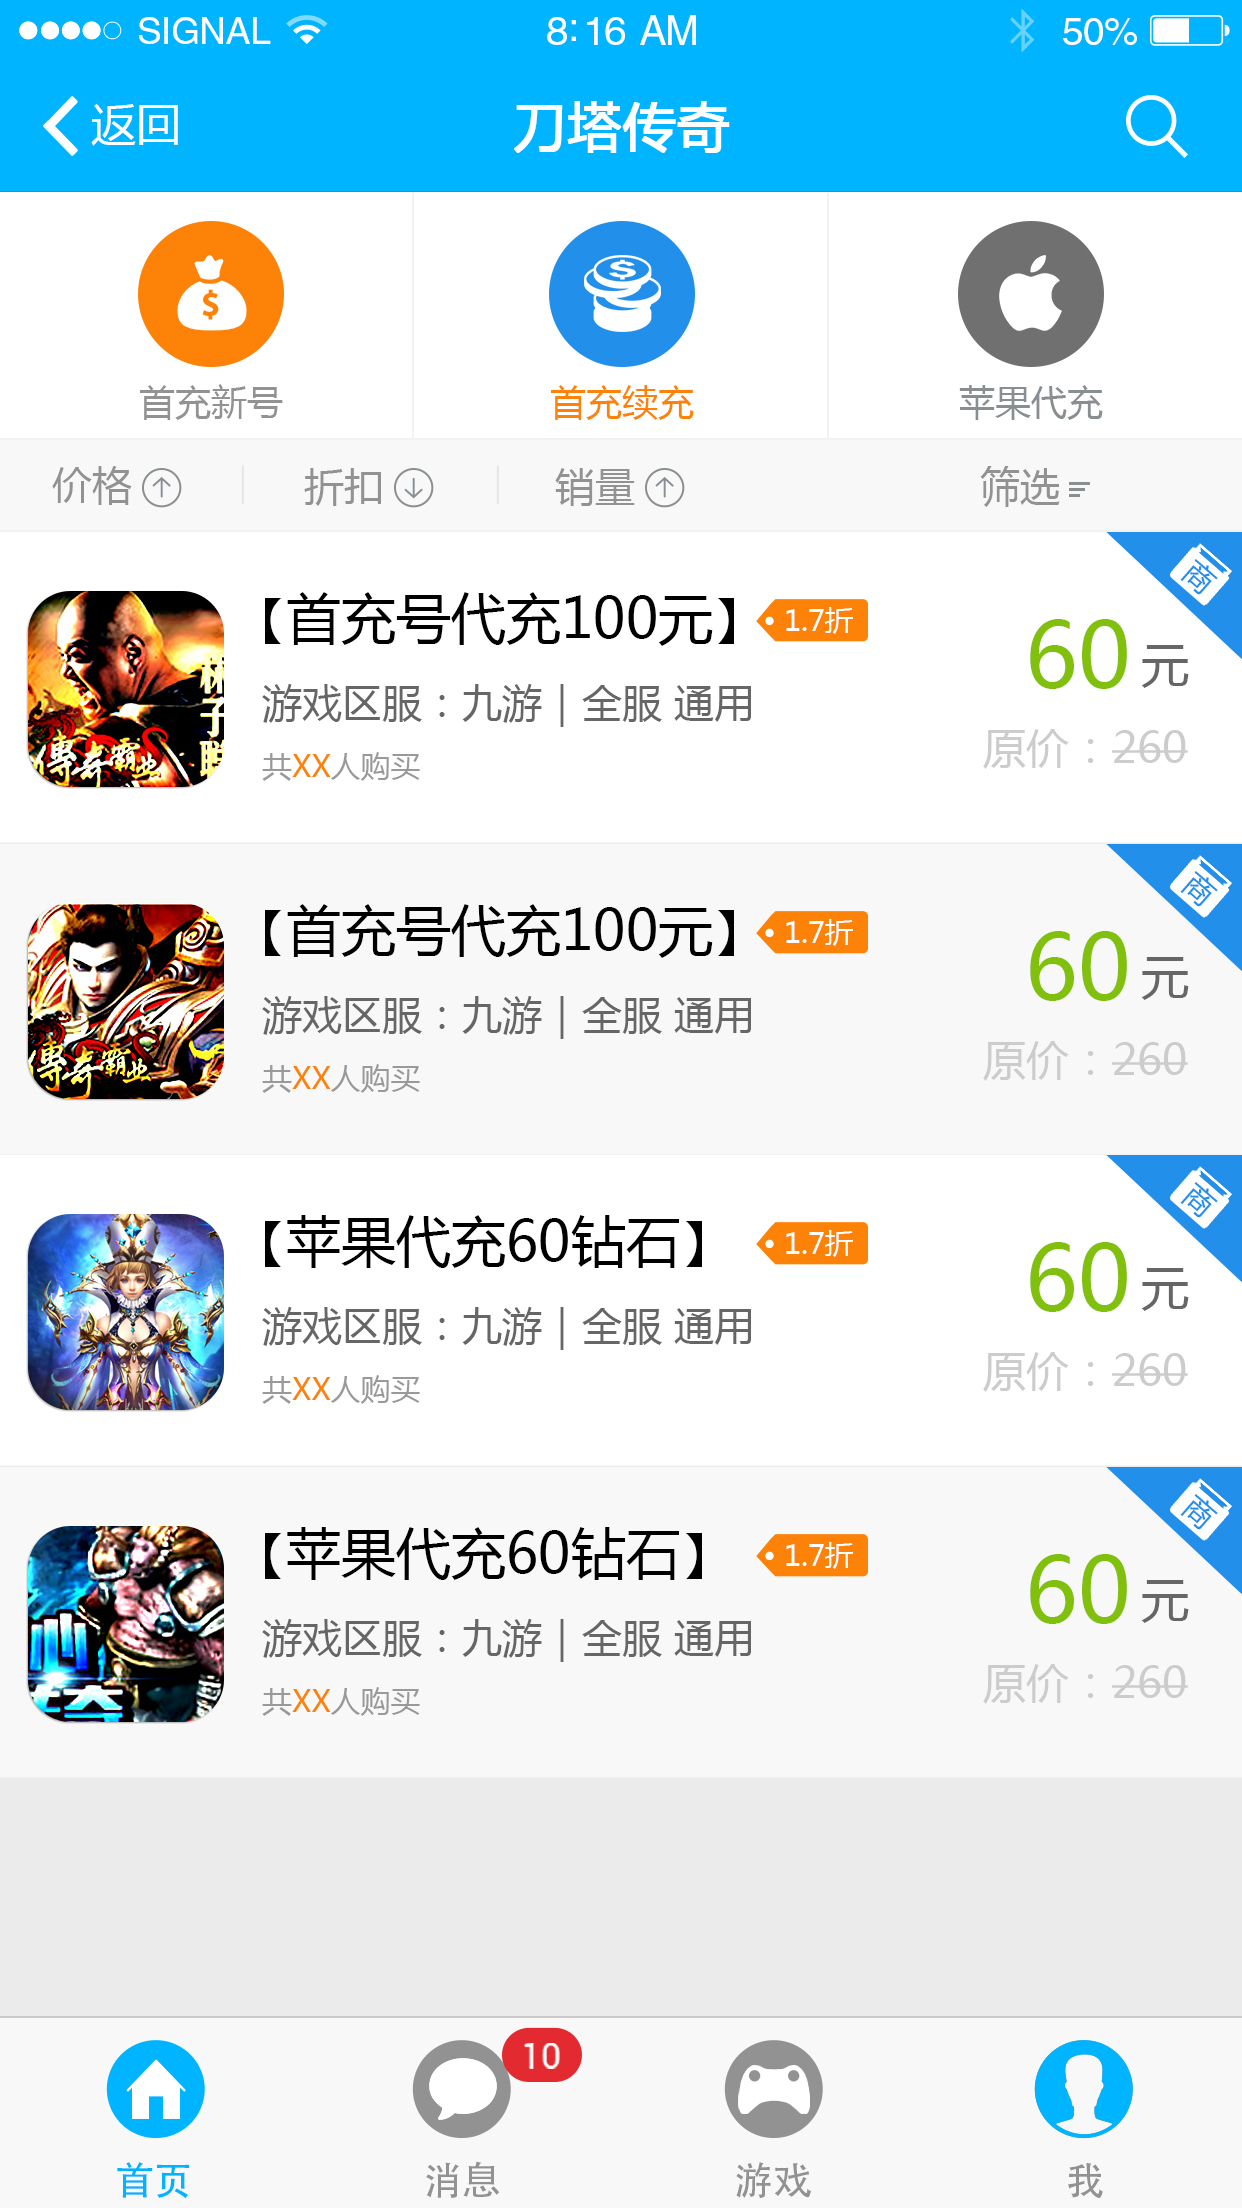 SIGNAL 8:16 AM 50%
返回 刀塔传奇
首充新号 首充续充 苹果代充
价格 折扣 销量 筛选
商
【首充号代充100元】 1.7折
60元
游戏区服：九游 | 全服 通用
原价：260
共XX人购买
傳奇霸业
商
【首充号代充100元】 1.7折
60元
游戏区服：九游 | 全服 通用
原价：260
共XX人购买
傳奇霸业
商
【苹果代充60钻石】 1.7折
60元
游戏区服：九游 | 全服 通用
原价：260
共XX人购买
商
【苹果代充60钻石】 1.7折
60元
游戏区服：九游 | 全服 通用
原价：260
共XX人购买
10
首页 消息 游戏 我